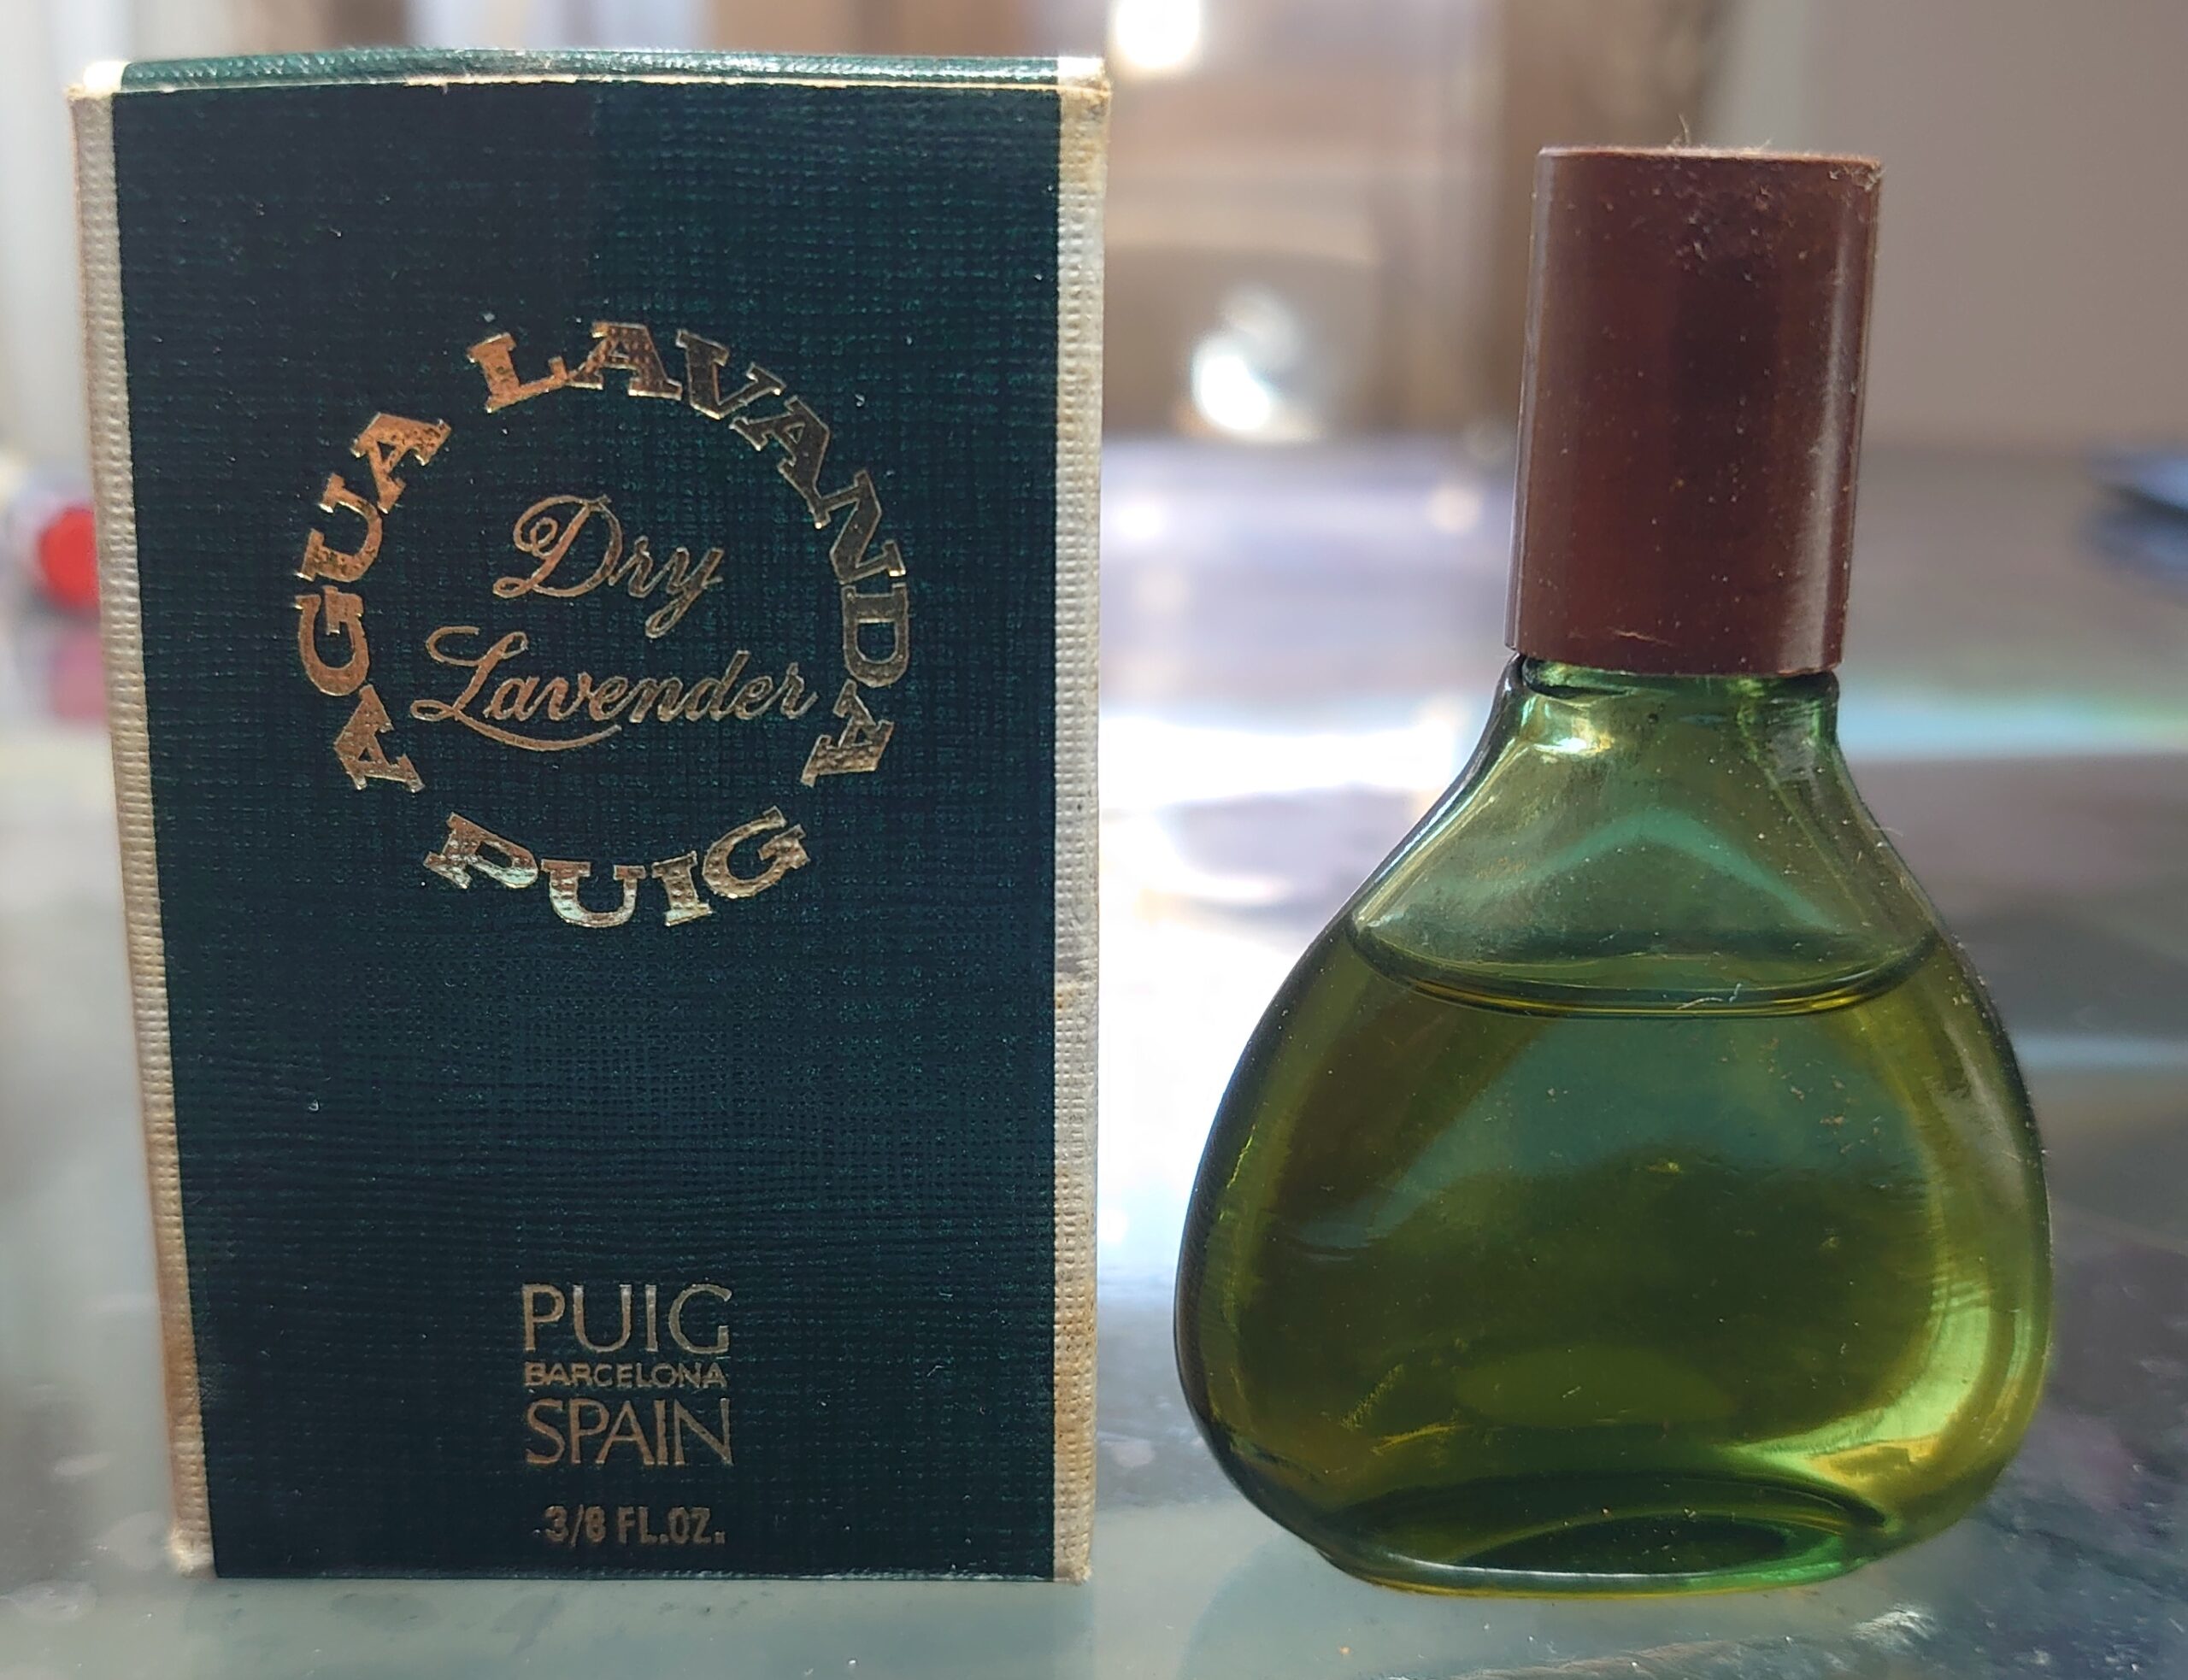 AGUA LAVANDA
Dry
Lavender
PUIG
PUIG
BARCELONA
SPAIN
3/8 FL.OZ.